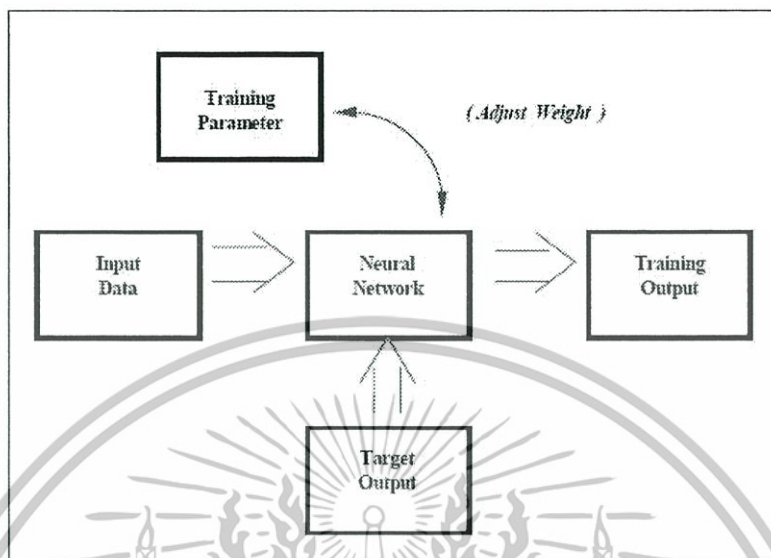 Training
Parameter
( Adjust Weight )
Input
Data
Neural
Network
Training
Output
Target
Output